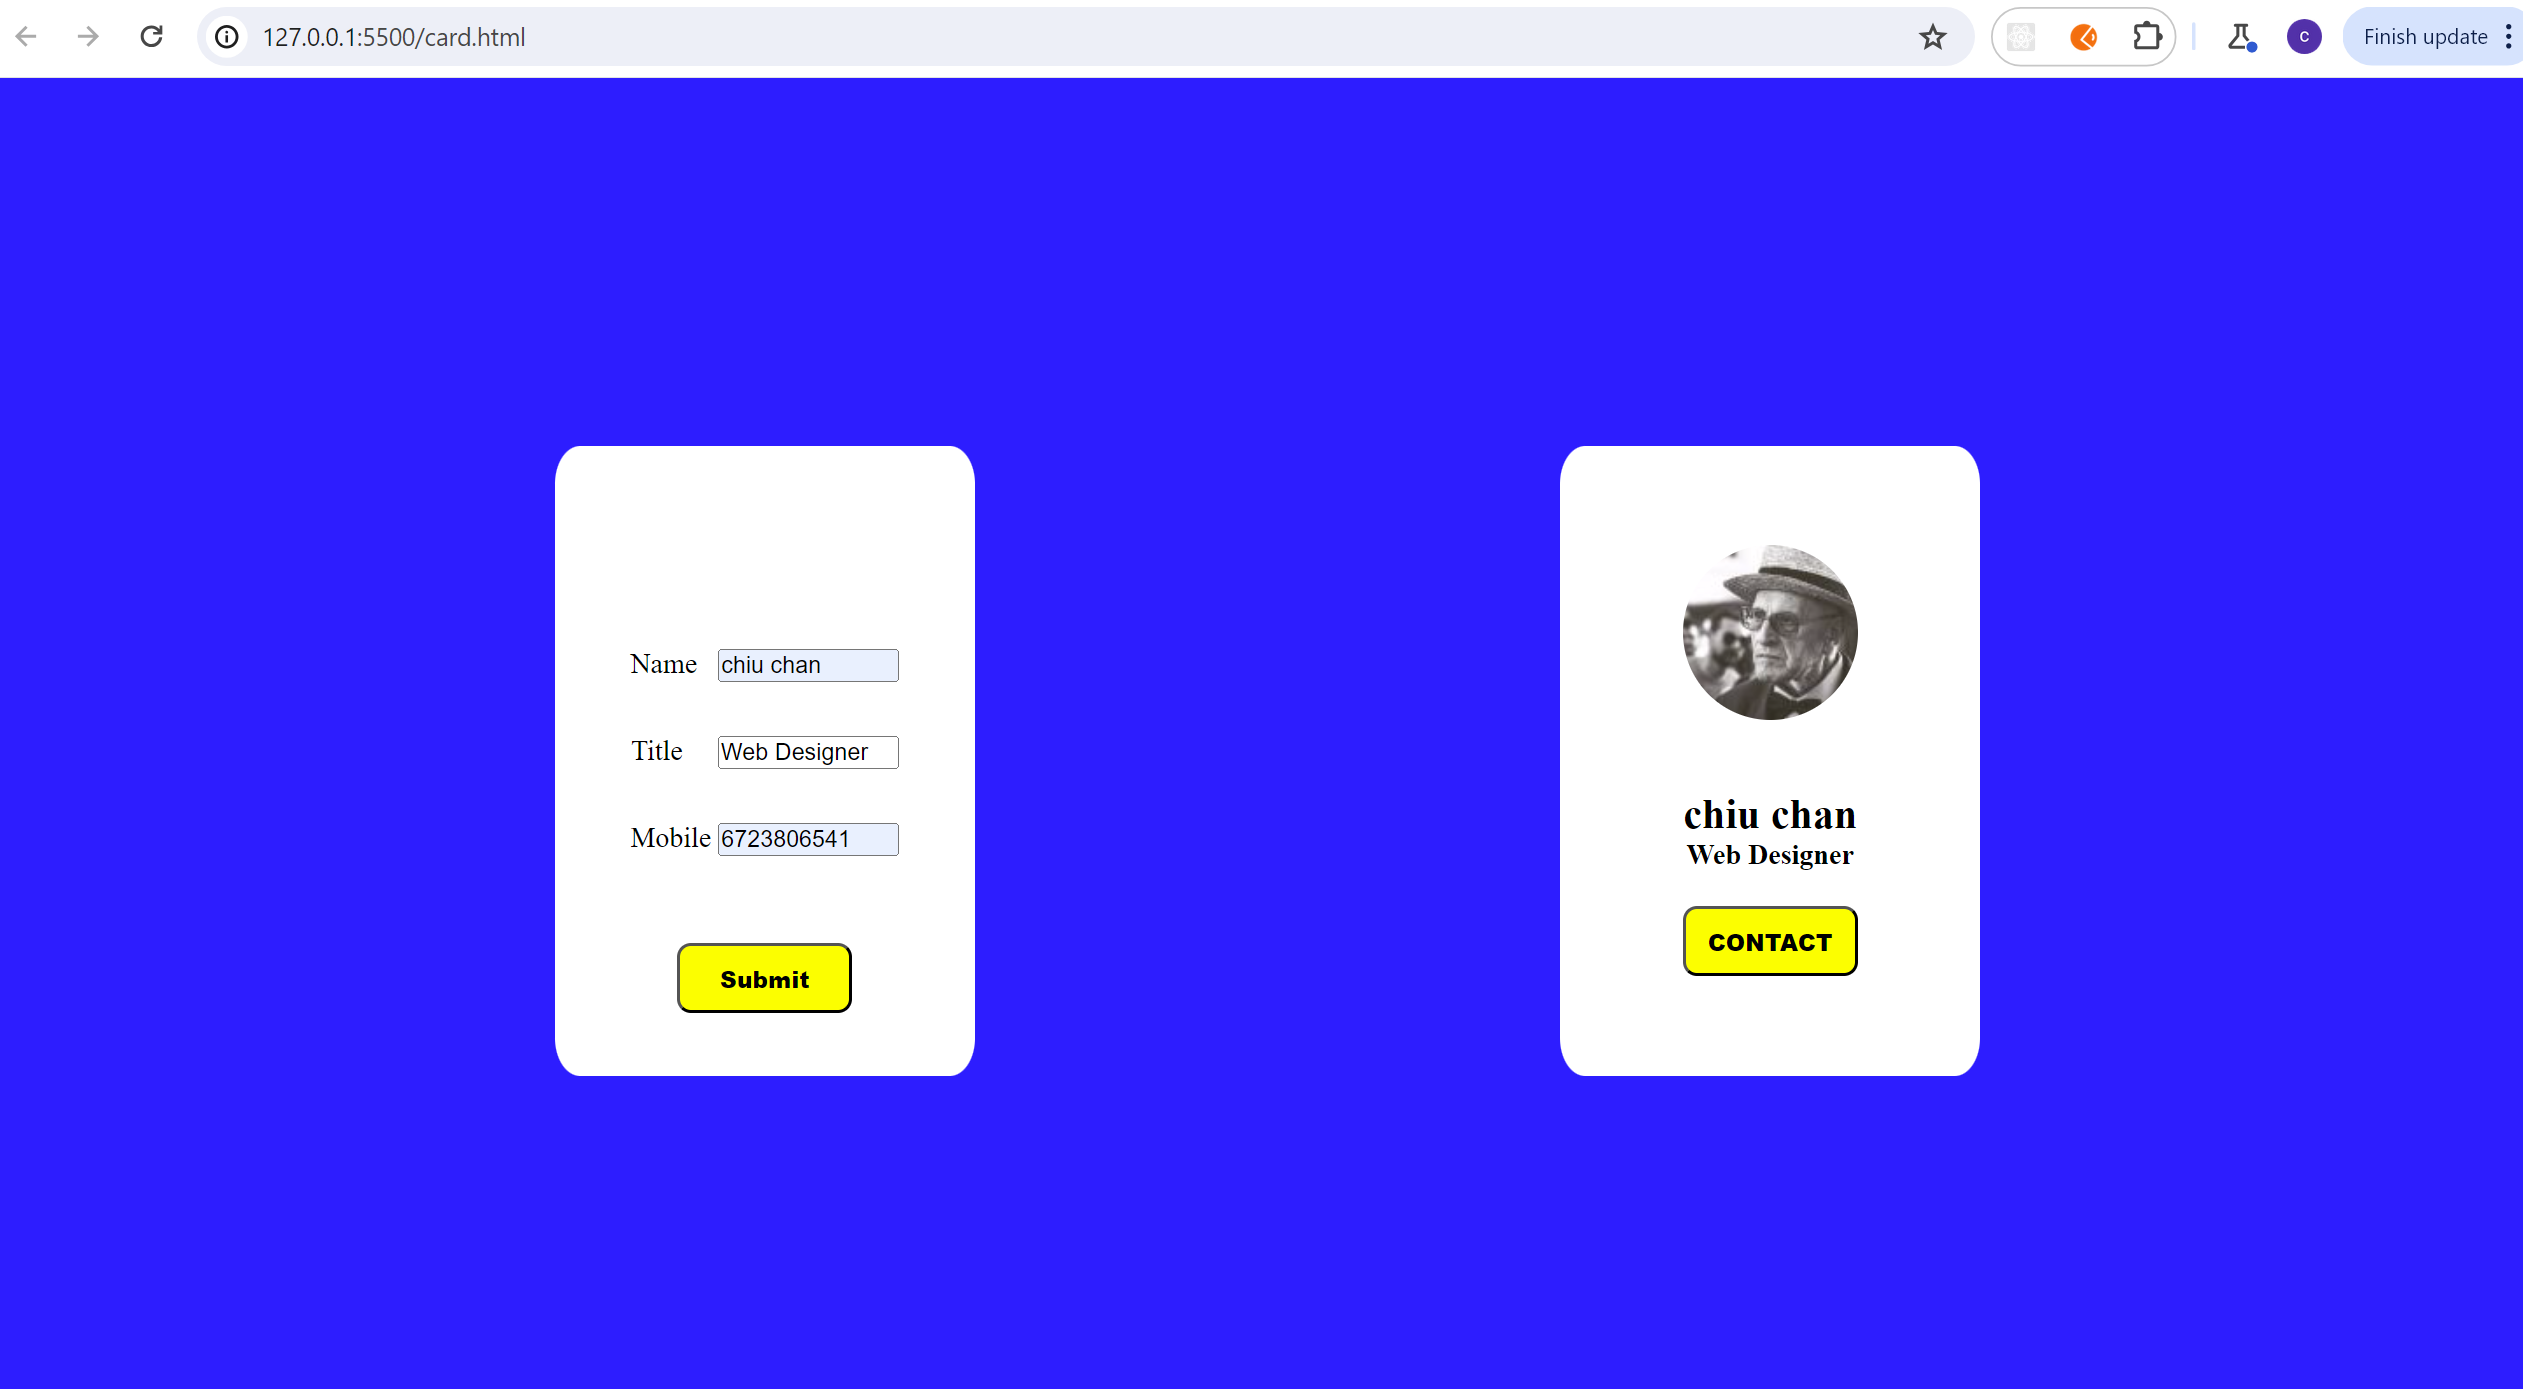 127.0.0.1:5500/card.html
c
Finish update
Name chiu chan
Title Web Designer
Mobile 6723806541
Submit
chiu chan
Web Designer
CONTACT